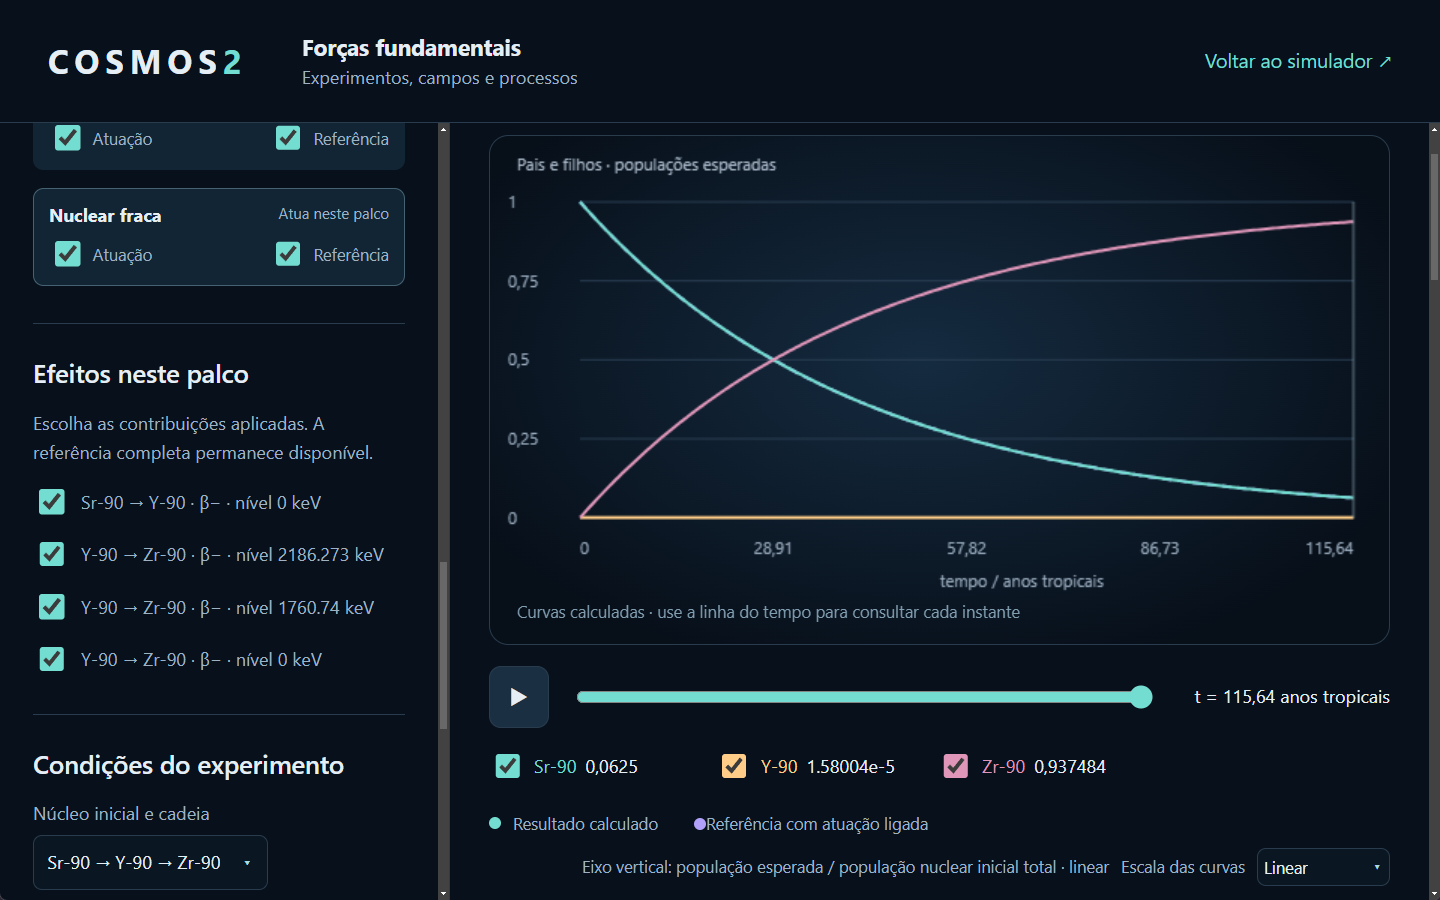 COSMOS2
Forças fundamentais
Experimentos, campos e processos
Voltar ao simulador ↗
Atuação
Referência
Nuclear fraca
Atua neste palco
Atuação
Referência
Efeitos neste palco
Escolha as contribuições aplicadas. A
referência completa permanece disponível.
Sr-90 → Y-90 · β− · nível 0 keV
Y-90 → Zr-90 · β− · nível 2186.273 keV
Y-90 → Zr-90 · β− · nível 1760.74 keV
Y-90 → Zr-90 · β− · nível 0 keV
Condições do experimento
Núcleo inicial e cadeia
Sr-90 → Y-90 → Zr-90
Pais e filhos · populações esperadas
1
0,75
0,5
0,25
0
0 28,91 57,82 86,73 115,64
tempo / anos tropicais
Curvas calculadas · use a linha do tempo para consultar cada instante
t = 115,64 anos tropicais
Sr-90 0,0625
Y-90 1.58004e-5
Zr-90 0,937484
Resultado calculado
Referência com atuação ligada
Eixo vertical: população esperada / população nuclear inicial total · linear
Escala das curvas
Linear